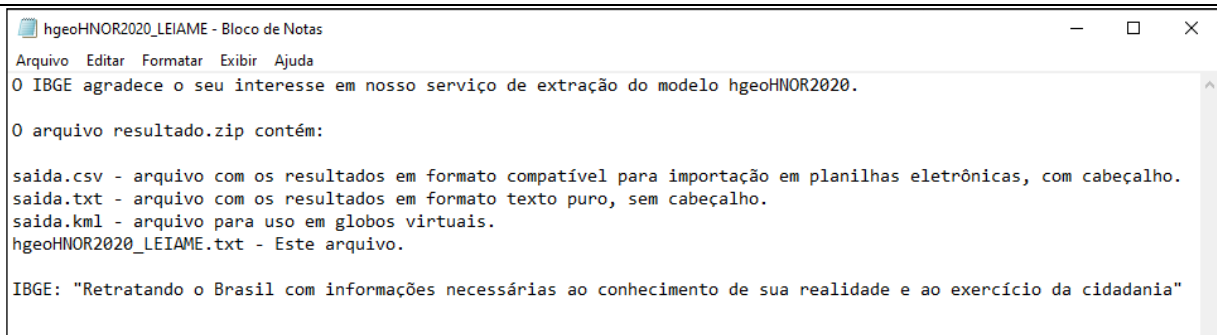 hgeoHNOR2020_LEIAME - Bloco de Notas
Arquivo Editar Formatar Exibir Ajuda
O IBGE agradece o seu interesse em nosso serviço de extração do modelo hgeoHNOR2020.
O arquivo resultado.zip contém:
saida.csv - arquivo com os resultados em formato compatível para importação em planilhas eletrônicas, com cabeçalho.
saida.txt - arquivo com os resultados em formato texto puro, sem cabeçalho.
saida.kml - arquivo para uso em globos virtuais.
hgeoHNOR2020_LEIAME.txt - Este arquivo.
IBGE: "Retratando o Brasil com informações necessárias ao conhecimento de sua realidade e ao exercício da cidadania"